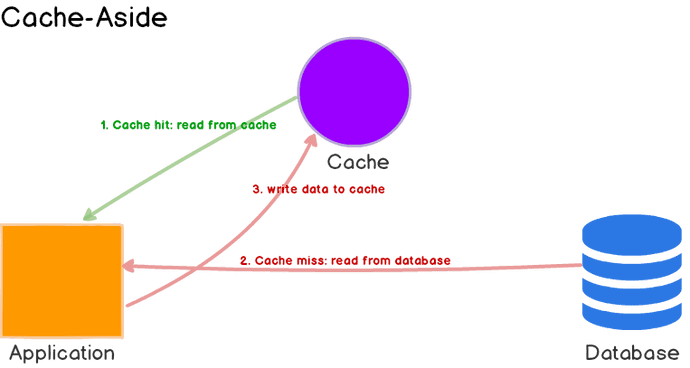 Cache-Aside
1. Cache hit: read from cache
Cache
3. write data to cache
2. Cache miss: read from database
Application
Database